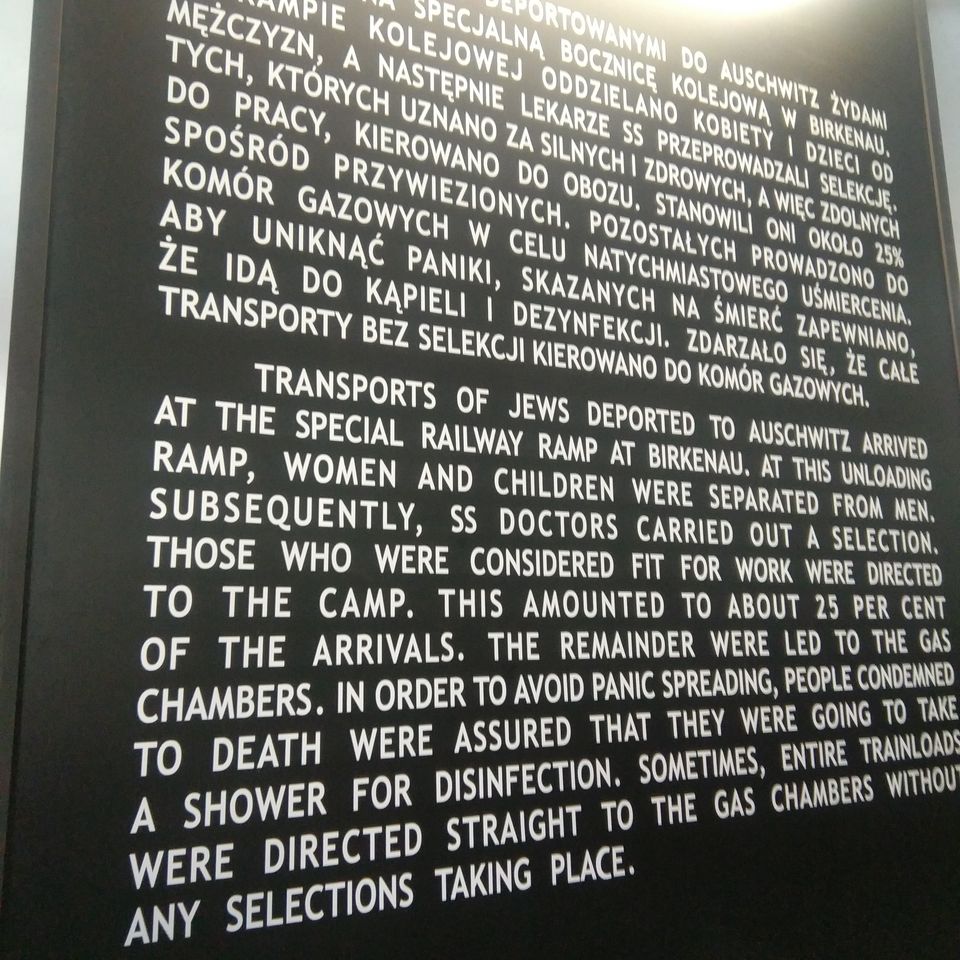 DEPORTOWANYMI DO AUSCHWITZ ŻYDAMI
NA SPECJALNĄ BOCZNICĘ KOLEJOWĄ W BIRKENAU.
RAMPIE KOLEJOWEJ ODDZIELANO KOBIETY I DZIECI OD
MĘŻCZYZN, A NASTĘPNIE LEKARZE SS PRZEPROWADZALI SELEKCJĘ.
TYCH, KTÓRYCH UZNANO ZA SILNYCH I ZDROWYCH, A WIĘC ZDOLNYCH
DO PRACY, KIEROWANO DO OBOZU. STANOWILI ONI OKOŁO 25%
SPOŚRÓD PRZYWIEZIONYCH. POZOSTAŁYCH PROWADZONO DO
KOMÓR GAZOWYCH W CELU NATYCHMIASTOWEGO UŚMIERCENIA.
ABY UNIKNĄĆ PANIKI, SKAZANYCH NA ŚMIERĆ ZAPEWNIANO,
ŻE IDĄ DO KĄPIELI I DEZYNFEKCJI. ZDARZAŁO SIĘ, ŻE CAŁE
TRANSPORTY BEZ SELEKCJI KIEROWANO DO KOMÓR GAZOWYCH.
TRANSPORTS OF JEWS DEPORTED TO AUSCHWITZ ARRIVED
AT THE SPECIAL RAILWAY RAMP AT BIRKENAU. AT THIS UNLOADING
RAMP, WOMEN AND CHILDREN WERE SEPARATED FROM MEN.
SUBSEQUENTLY, SS DOCTORS CARRIED OUT A SELECTION.
THOSE WHO WERE CONSIDERED FIT FOR WORK WERE DIRECTED
TO THE CAMP. THIS AMOUNTED TO ABOUT 25 PER CENT
OF THE ARRIVALS. THE REMAINDER WERE LED TO THE GAS
CHAMBERS. IN ORDER TO AVOID PANIC SPREADING, PEOPLE CONDEMNED
TO DEATH WERE ASSURED THAT THEY WERE GOING TO TAKE
A SHOWER FOR DISINFECTION. SOMETIMES, ENTIRE TRAINLOADS
WERE DIRECTED STRAIGHT TO THE GAS CHAMBERS WITHOUT
ANY SELECTIONS TAKING PLACE.